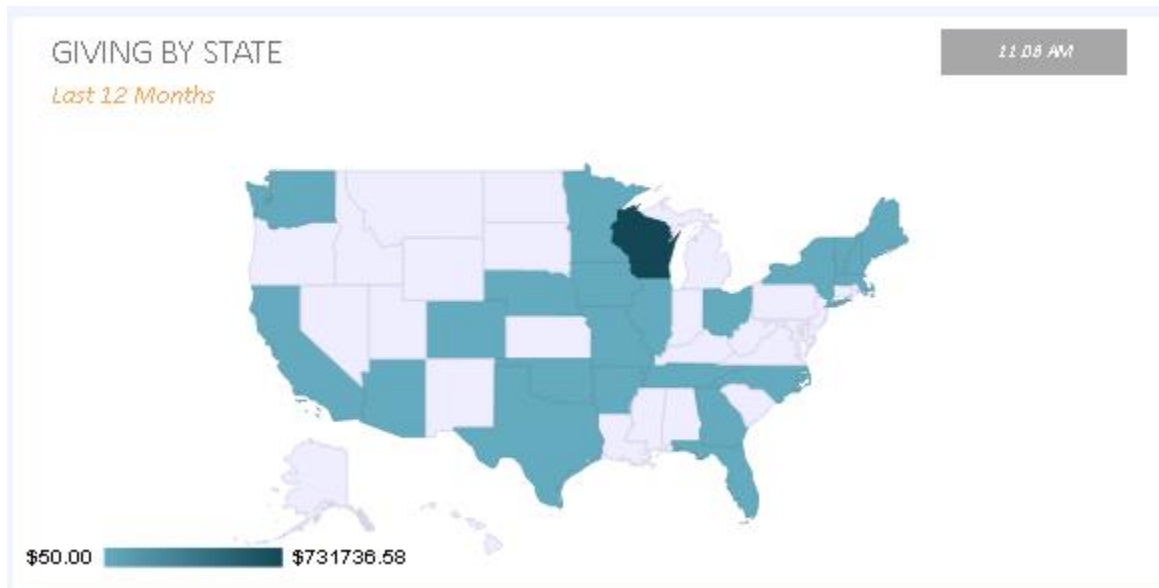 GIVING BY STATE
11:08 AM
Last 12 Months
$50.00
$731736.58